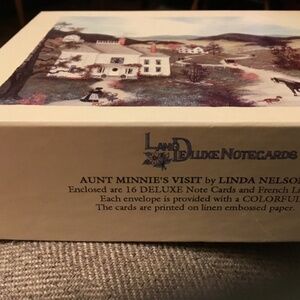 LANG DELUXE NOTECARDS
AUNT MINNIE'S VISIT by LINDA NELSO
Enclosed are 16 DELUXE Note Cards and French L
Each envelope is provided with a COLORFUL
The cards are printed on linen embossed paper.